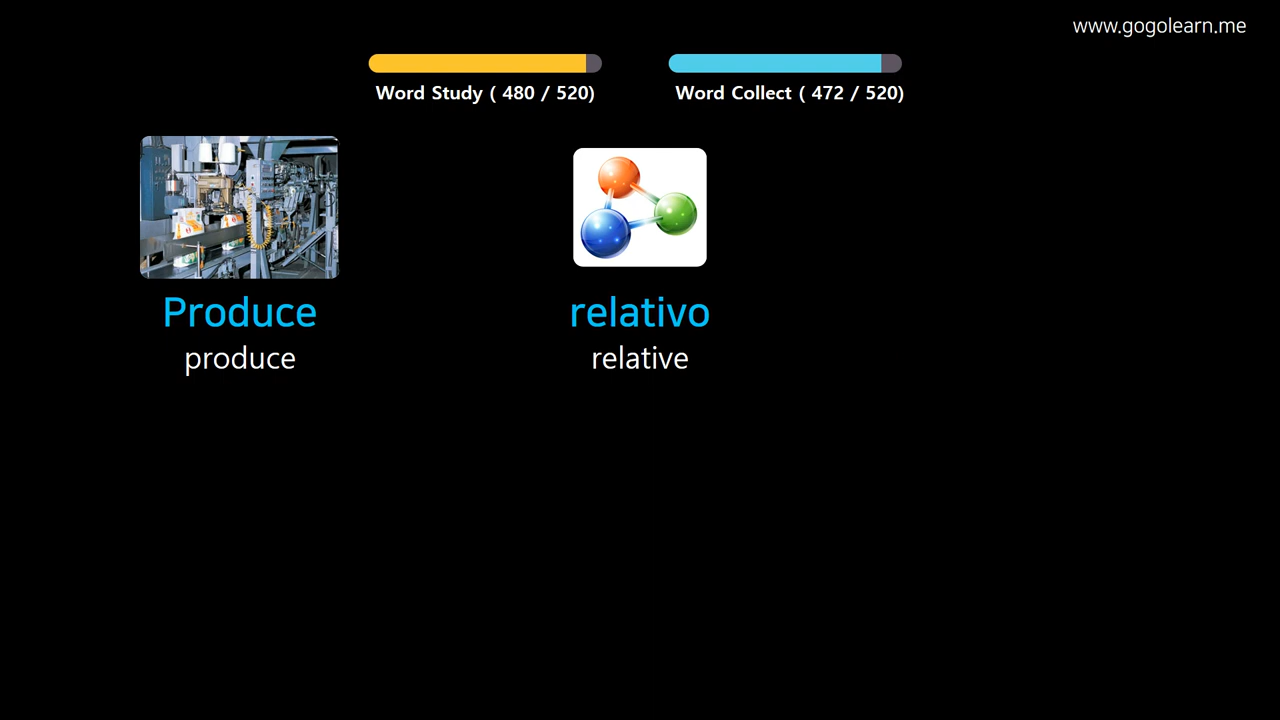 www.gogolearn.me
Word Study ( 480 / 520)
Word Collect ( 472 / 520)
Produce
produce
relativo
relative